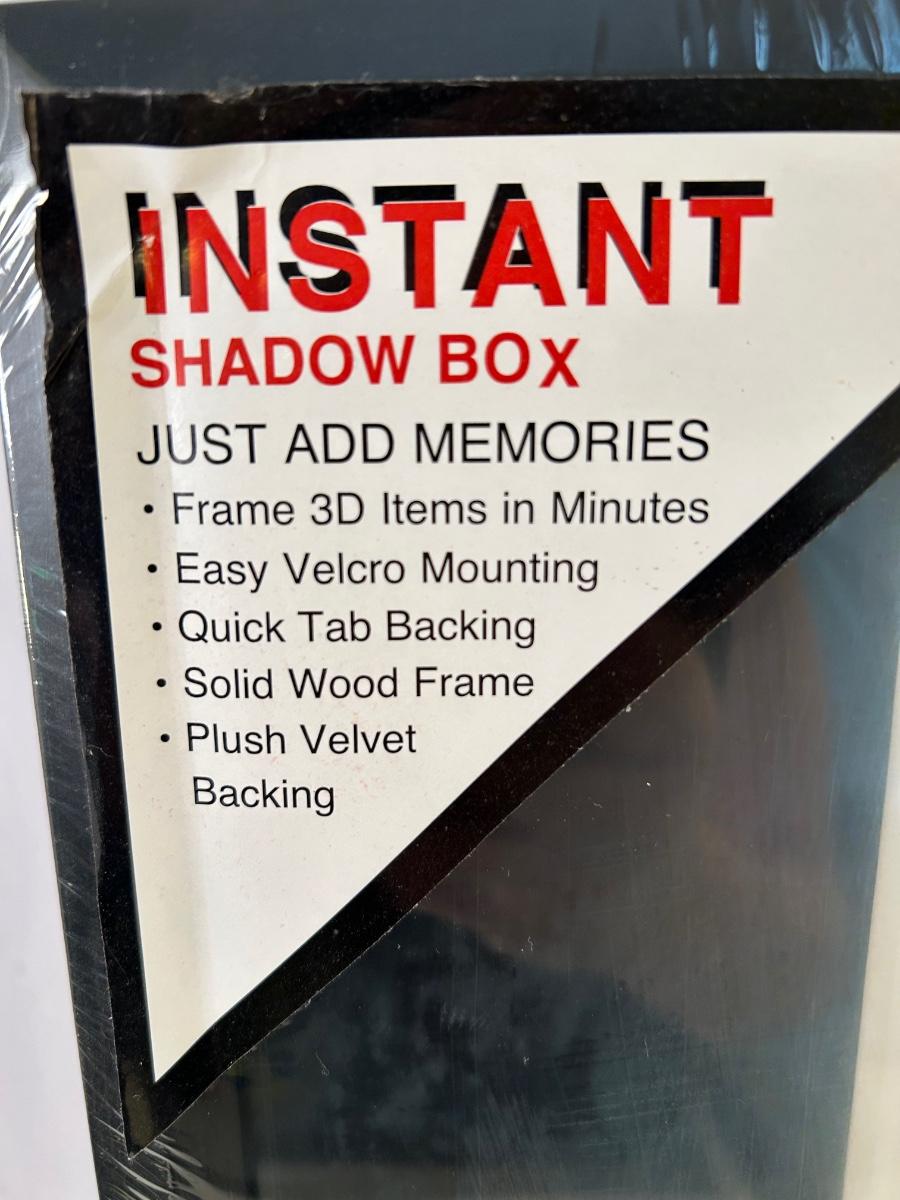 INSTANT
SHADOW BOX
JUST ADD MEMORIES
• Frame 3D Items in Minutes
• Easy Velcro Mounting
• Quick Tab Backing
• Solid Wood Frame
• Plush Velvet
Backing